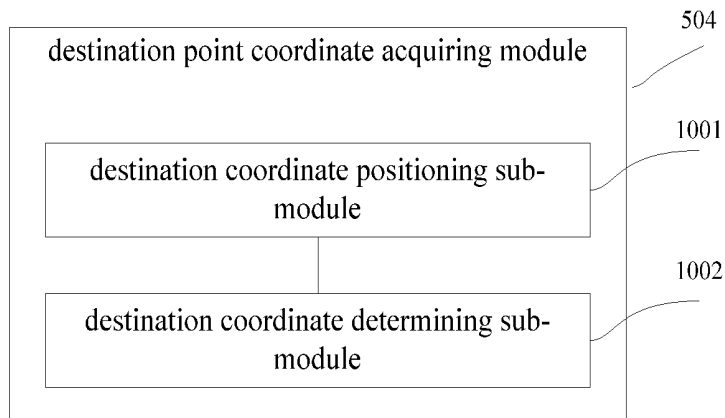 504
destination point coordinate acquiring module
1001
destination coordinate positioning sub-
module
1002
destination coordinate determining sub-
module